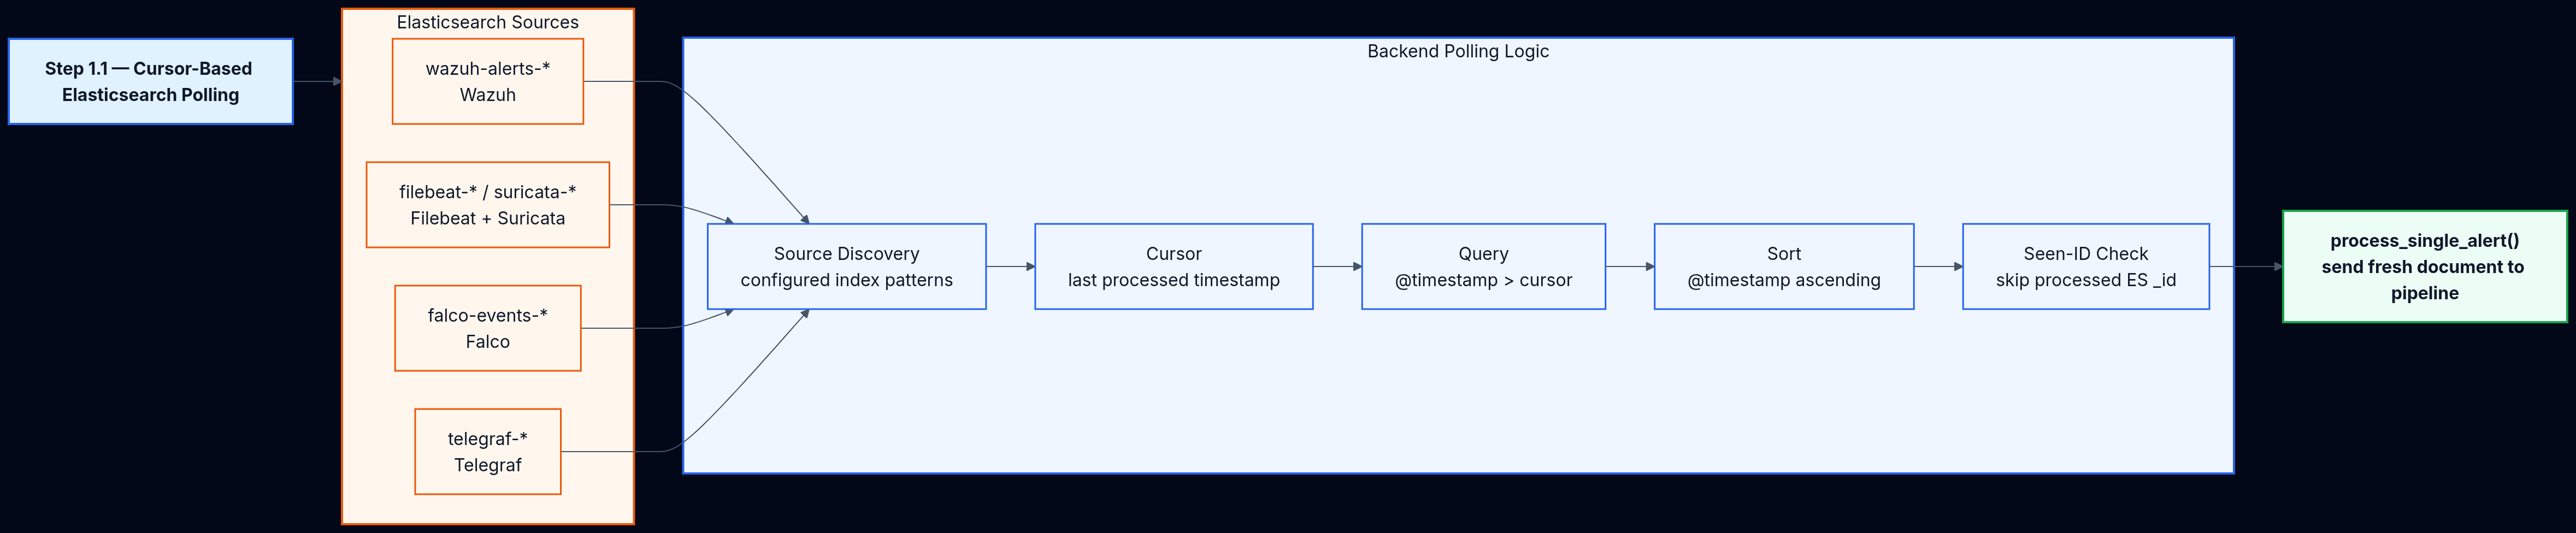 Step 1.1 — Cursor-Based
Elasticsearch Polling
Elasticsearch Sources
wazuh-alerts-*
Wazuh
filebeat-* / suricata-*
Filebeat + Suricata
falco-events-*
Falco
telegraf-*
Telegraf
Backend Polling Logic
Source Discovery
configured index patterns
Cursor
last processed timestamp
Query
@timestamp > cursor
Sort
@timestamp ascending
Seen-ID Check
skip processed ES _id
process_single_alert()
send fresh document to
pipeline